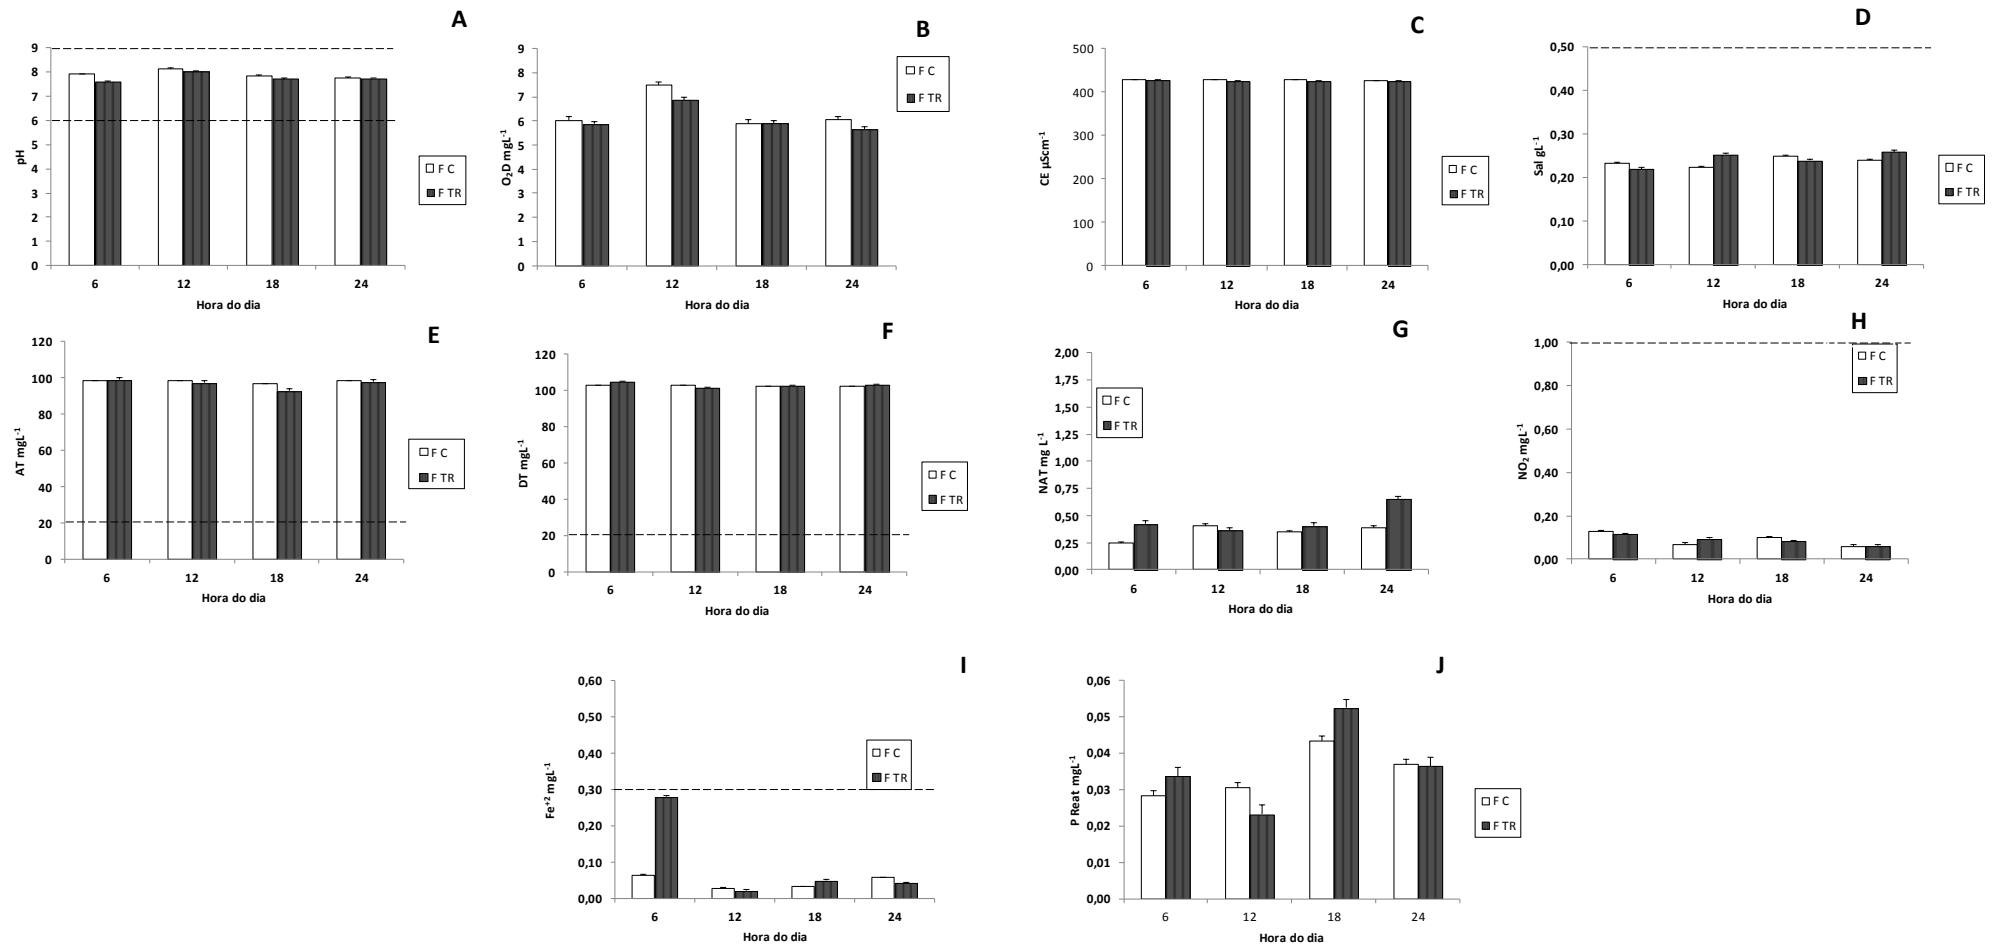 A
9
8
7
6
5
4
3
2
1
0
pH
6 12 18 24
Hora do dia
F C
F TR
B
9
8
7
6
5
4
3
2
1
0
O₂D mgL⁻¹
6 12 18 24
Hora do dia
F C
F TR
C
500
400
300
200
100
0
CE µScm⁻¹
6 12 18 24
Hora do dia
F C
F TR
D
0,50
0,40
0,30
0,20
0,10
0,00
Sal gL⁻¹
6 12 18 24
Hora do dia
F C
F TR
E
120
100
80
60
40
20
0
AT mgL⁻¹
6 12 18 24
Hora do dia
F C
F TR
F
120
100
80
60
40
20
0
DT mgL⁻¹
6 12 18 24
Hora do dia
F C
F TR
G
2,00
1,75
1,50
1,25
1,00
0,75
0,50
0,25
0,00
NAT mg L⁻¹
6 12 18 24
Hora do dia
F C
F TR
H
1,00
0,80
0,60
0,40
0,20
0,00
NO₂ mgL⁻¹
6 12 18 24
Hora do dia
F C
F TR
I
0,60
0,50
0,40
0,30
0,20
0,10
0,00
Fe⁺² mgL⁻¹
6 12 18 24
Hora do dia
F C
F TR
J
0,06
0,05
0,04
0,03
0,02
0,01
0,00
P Reat mgL⁻¹
6 12 18 24
Hora do dia
F C
F TR